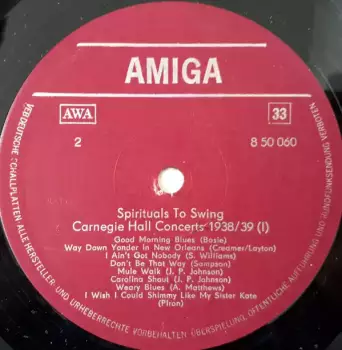 AMIGA
AWA
33
2
8 50 060
Spirituals To Swing
Carnegie Hall Concerts 1938/39 (I)
Good Morning Blues (Basie)
Way Down Yonder in New Orleans (Creamer/Layton)
I Ain't Got Nobody (S. Williams)
Don't Be That Way (Sampson)
Mule Walk (J. P. Johnson)
Carolina Shout (J. P. Johnson)
Weary Blues (A. Matthews)
I Wish I Could Shimmy Like My Sister Kate
(Piron)
VEB DEUTSCHE SCHALLPLATTEN ALLE HERSTELLER- UND URHEBERRECHTE VORBEHALTEN ÜBERSPIELUNG, ÖFFENTLICHE AUFFÜHRUNG UND RUNDFUNKSENDUNG VERBOTEN